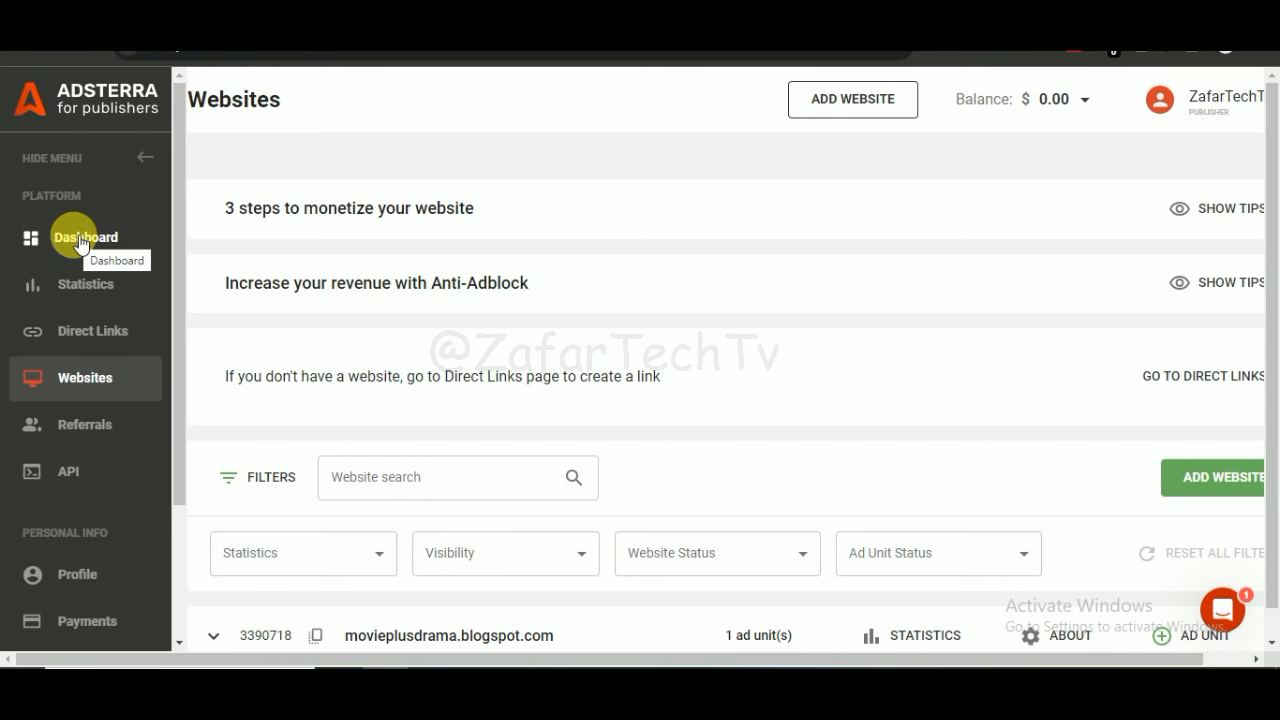 ADSTERRA
for publishers
Websites
ADD WEBSITE
Balance: $ 0.00
ZafarTechT
PUBLISHER
HIDE MENU
PLATFORM
Dashboard
Dashboard
Statistics
Direct Links
Websites
Referrals
API
PERSONAL INFO
Profile
Payments
3 steps to monetize your website
SHOW TIPS
Increase your revenue with Anti-Adblock
SHOW TIPS
@ZafarTechTv
If you don't have a website, go to Direct Links page to create a link
GO TO DIRECT LINKS
FILTERS
Website search
ADD WEBSITE
Statistics
Visibility
Website Status
Ad Unit Status
RESET ALL FILTE
Activate Windows
Go to Settings to activate Windows.
1
3390718
movieplusdrama.blogspot.com
1 ad unit(s)
STATISTICS
ABOUT
AD UNIT